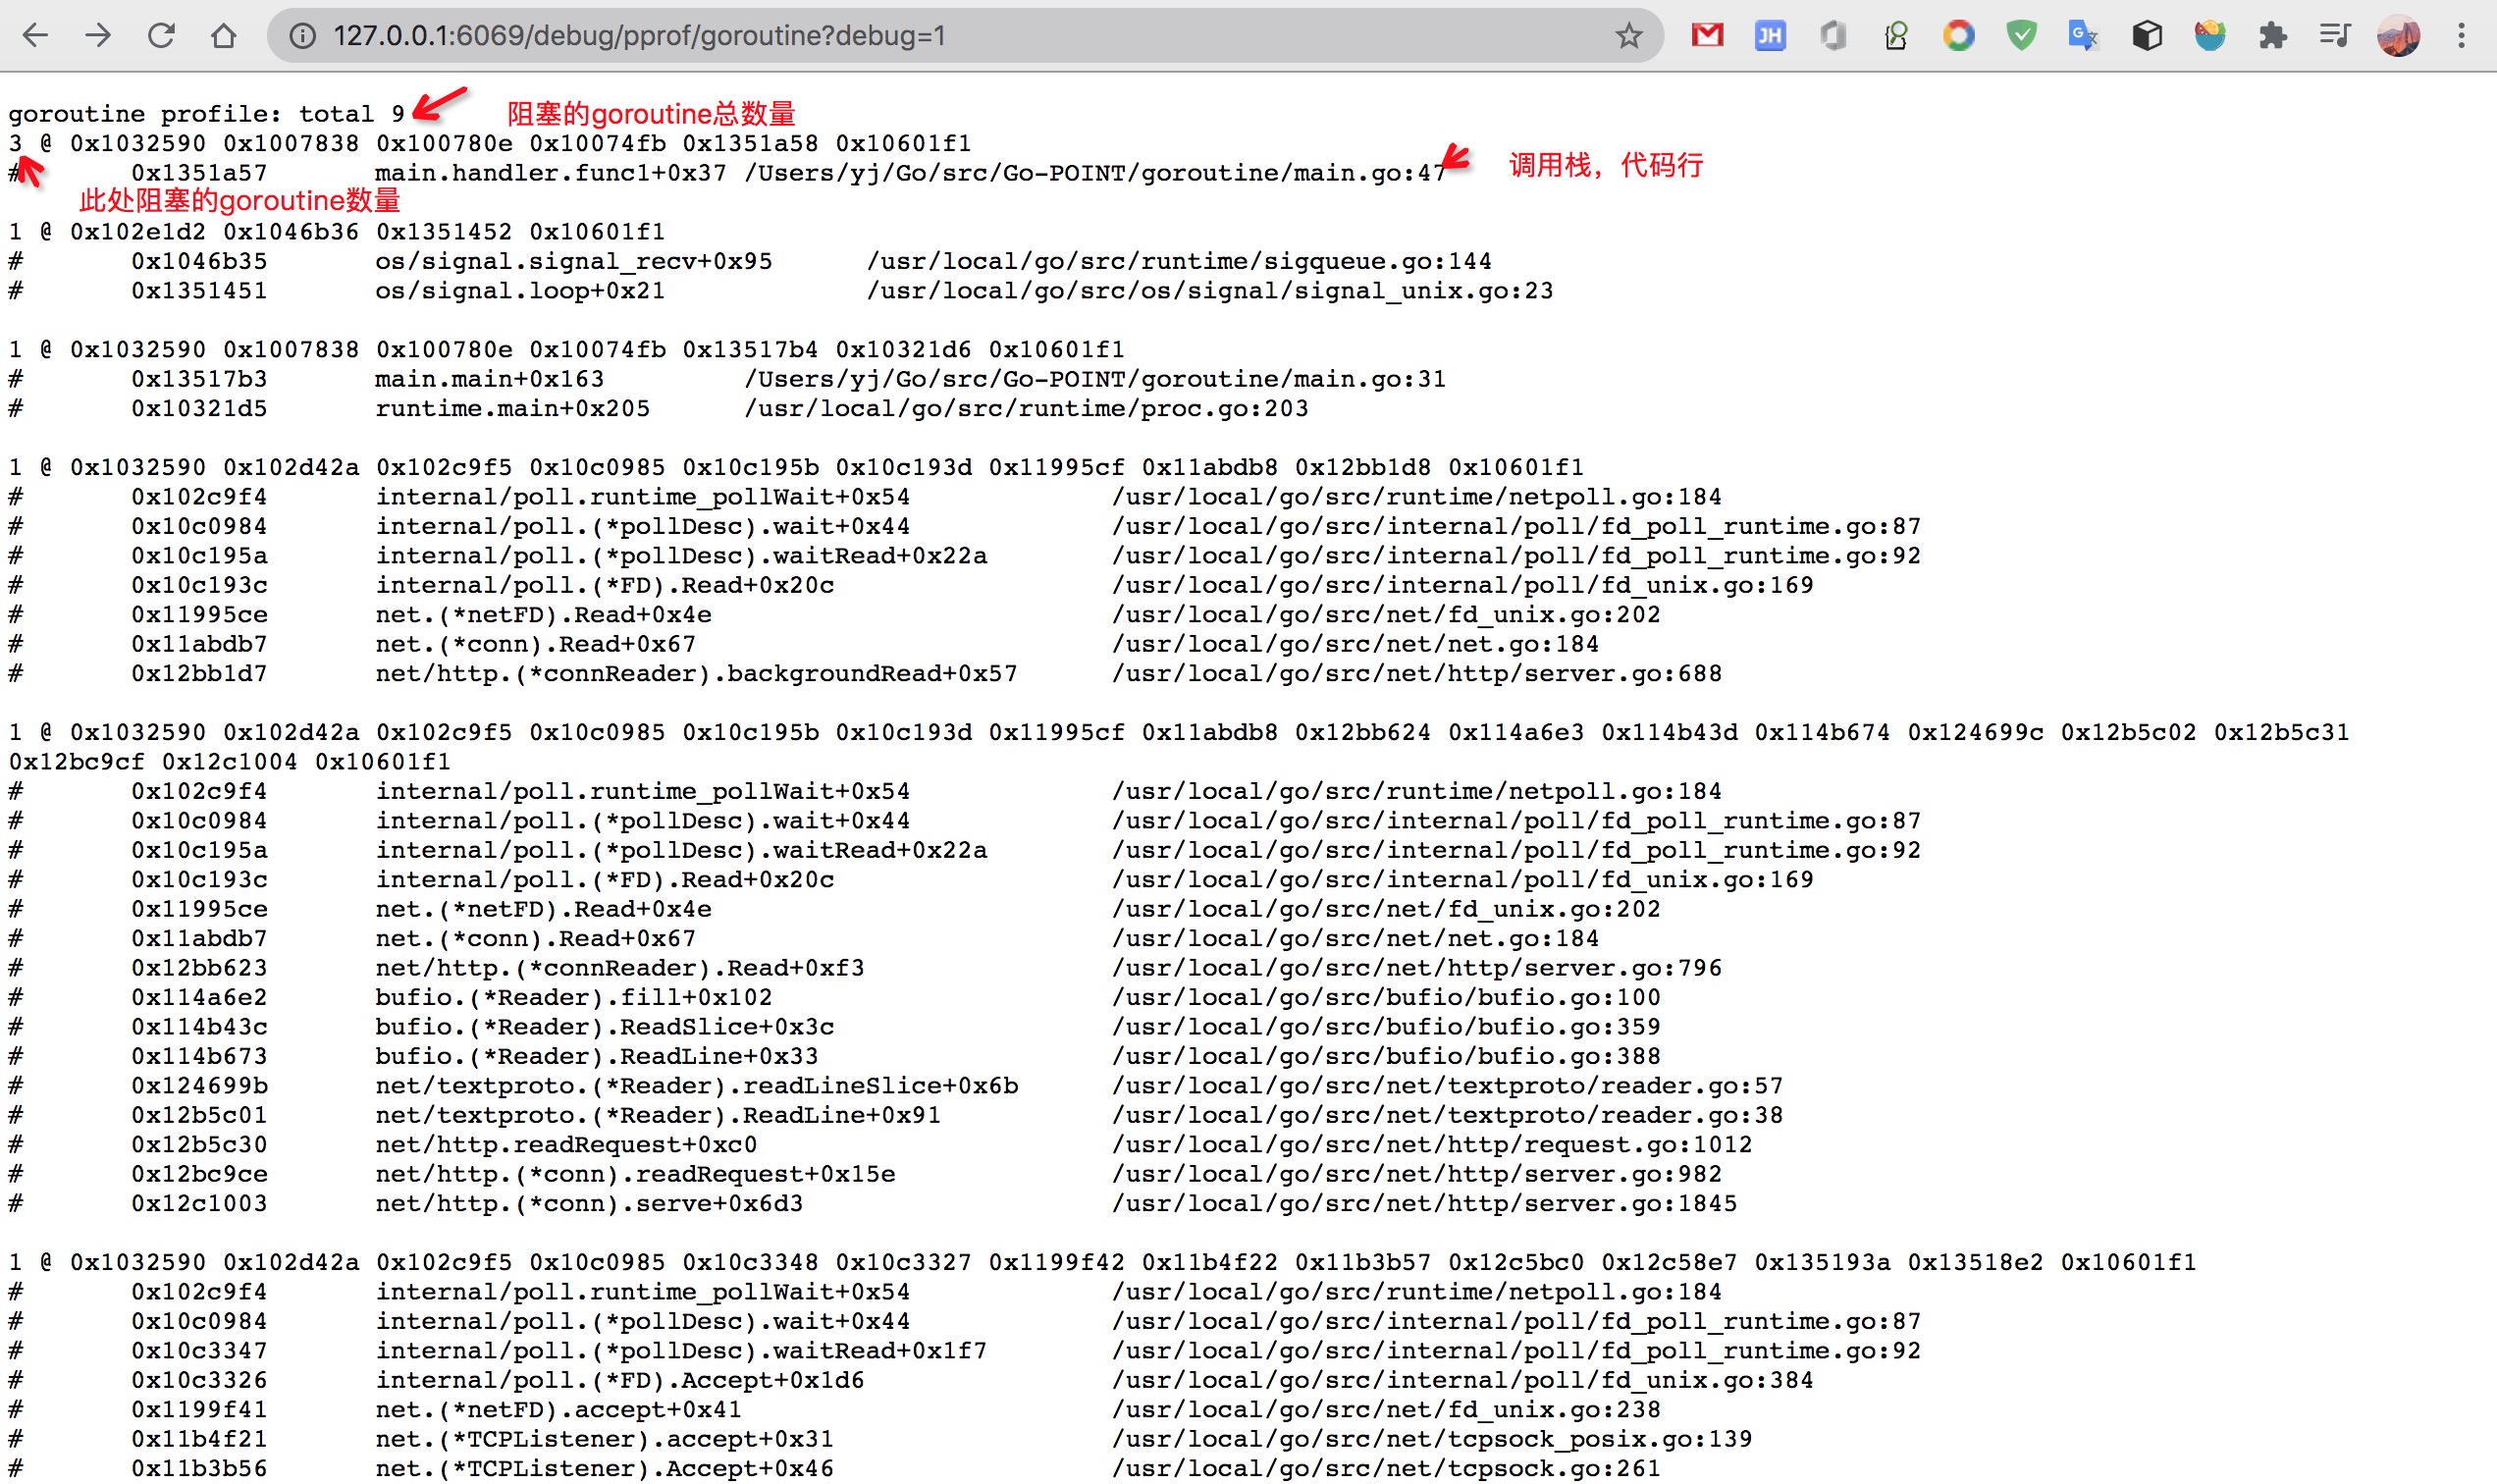 127.0.0.1:6069/debug/pprof/goroutine?debug=1
JH
goroutine profile: total 9 阻塞的goroutine总数量
3 @ 0x1032590 0x1007838 0x100780e 0x10074fb 0x1351a58 0x10601f1
# 0x1351a57 main.handler.func1+0x37 /Users/yj/Go/src/Go-POINT/goroutine/main.go:47 调用栈，代码行
此处阻塞的goroutine数量
1 @ 0x102e1d2 0x1046b36 0x1351452 0x10601f1
# 0x1046b35 os/signal.signal_recv+0x95 /usr/local/go/src/runtime/sigqueue.go:144
# 0x1351451 os/signal.loop+0x21 /usr/local/go/src/os/signal/signal_unix.go:23
1 @ 0x1032590 0x1007838 0x100780e 0x10074fb 0x13517b4 0x10321d6 0x10601f1
# 0x13517b3 main.main+0x163 /Users/yj/Go/src/Go-POINT/goroutine/main.go:31
# 0x10321d5 runtime.main+0x205 /usr/local/go/src/runtime/proc.go:203
1 @ 0x1032590 0x102d42a 0x102c9f5 0x10c0985 0x10c195b 0x10c193d 0x11995cf 0x11abdb8 0x12bb1d8 0x10601f1
# 0x102c9f4 internal/poll.runtime_pollWait+0x54 /usr/local/go/src/runtime/netpoll.go:184
# 0x10c0984 internal/poll.(*pollDesc).wait+0x44 /usr/local/go/src/internal/poll/fd_poll_runtime.go:87
# 0x10c195a internal/poll.(*pollDesc).waitRead+0x22a /usr/local/go/src/internal/poll/fd_poll_runtime.go:92
# 0x10c193c internal/poll.(*FD).Read+0x20c /usr/local/go/src/internal/poll/fd_unix.go:169
# 0x11995ce net.(*netFD).Read+0x4e /usr/local/go/src/net/fd_unix.go:202
# 0x11abdb7 net.(*conn).Read+0x67 /usr/local/go/src/net/net.go:184
# 0x12bb1d7 net/http.(*connReader).backgroundRead+0x57 /usr/local/go/src/net/http/server.go:688
1 @ 0x1032590 0x102d42a 0x102c9f5 0x10c0985 0x10c195b 0x10c193d 0x11995cf 0x11abdb8 0x12bb624 0x114a6e3 0x114b43d 0x114b674 0x124699c 0x12b5c02 0x12b5c31
0x12bc9cf 0x12c1004 0x10601f1
# 0x102c9f4 internal/poll.runtime_pollWait+0x54 /usr/local/go/src/runtime/netpoll.go:184
# 0x10c0984 internal/poll.(*pollDesc).wait+0x44 /usr/local/go/src/internal/poll/fd_poll_runtime.go:87
# 0x10c195a internal/poll.(*pollDesc).waitRead+0x22a /usr/local/go/src/internal/poll/fd_poll_runtime.go:92
# 0x10c193c internal/poll.(*FD).Read+0x20c /usr/local/go/src/internal/poll/fd_unix.go:169
# 0x11995ce net.(*netFD).Read+0x4e /usr/local/go/src/net/fd_unix.go:202
# 0x11abdb7 net.(*conn).Read+0x67 /usr/local/go/src/net/net.go:184
# 0x12bb623 net/http.(*connReader).Read+0xf3 /usr/local/go/src/net/http/server.go:796
# 0x114a6e2 bufio.(*Reader).fill+0x102 /usr/local/go/src/bufio/bufio.go:100
# 0x114b43c bufio.(*Reader).ReadSlice+0x3c /usr/local/go/src/bufio/bufio.go:359
# 0x114b673 bufio.(*Reader).ReadLine+0x33 /usr/local/go/src/bufio/bufio.go:388
# 0x124699b net/textproto.(*Reader).readLineSlice+0x6b /usr/local/go/src/net/textproto/reader.go:57
# 0x12b5c01 net/textproto.(*Reader).ReadLine+0x91 /usr/local/go/src/net/textproto/reader.go:38
# 0x12b5c30 net/http.readRequest+0xc0 /usr/local/go/src/net/http/request.go:1012
# 0x12bc9ce net/http.(*conn).readRequest+0x15e /usr/local/go/src/net/http/server.go:982
# 0x12c1003 net/http.(*conn).serve+0x6d3 /usr/local/go/src/net/http/server.go:1845
1 @ 0x1032590 0x102d42a 0x102c9f5 0x10c0985 0x10c3348 0x10c3327 0x1199f42 0x11b4f22 0x11b3b57 0x12c5bc0 0x12c58e7 0x135193a 0x13518e2 0x10601f1
# 0x102c9f4 internal/poll.runtime_pollWait+0x54 /usr/local/go/src/runtime/netpoll.go:184
# 0x10c0984 internal/poll.(*pollDesc).wait+0x44 /usr/local/go/src/internal/poll/fd_poll_runtime.go:87
# 0x10c3347 internal/poll.(*pollDesc).waitRead+0x1f7 /usr/local/go/src/internal/poll/fd_poll_runtime.go:92
# 0x10c3326 internal/poll.(*FD).Accept+0x1d6 /usr/local/go/src/internal/poll/fd_unix.go:384
# 0x1199f41 net.(*netFD).accept+0x41 /usr/local/go/src/net/fd_unix.go:238
# 0x11b4f21 net.(*TCPListener).accept+0x31 /usr/local/go/src/net/tcpsock_posix.go:139
# 0x11b3b56 net.(*TCPListener).Accept+0x46 /usr/local/go/src/net/tcpsock.go:261